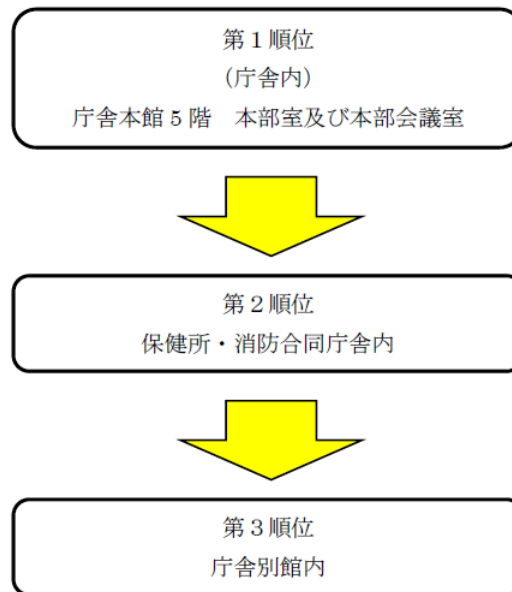 第１順位
（庁舎内）
庁舎本館５階　本部室及び本部会議室
第２順位
保健所・消防合同庁舎内
第３順位
庁舎別館内